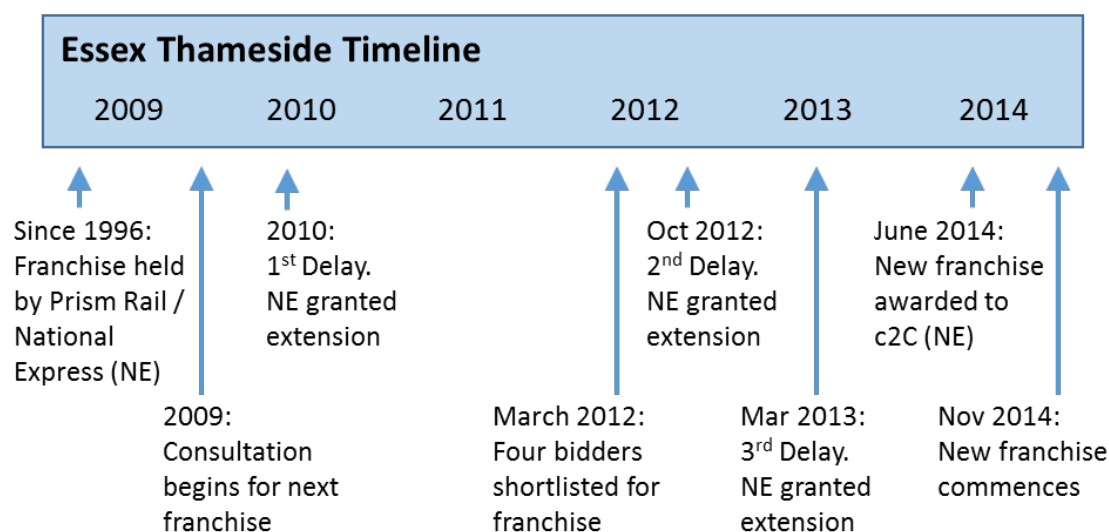 Essex Thameside Timeline
2009 2010 2011 2012 2013 2014
Since 1996:
Franchise held
by Prism Rail /
National
Express (NE)
2009:
Consultation
begins for next
franchise
2010:
1st Delay.
NE granted
extension
March 2012:
Four bidders
shortlisted for
franchise
Oct 2012:
2nd Delay.
NE granted
extension
Mar 2013:
3rd Delay.
NE granted
extension
June 2014:
New franchise
awarded to
c2C (NE)
Nov 2014:
New franchise
commences